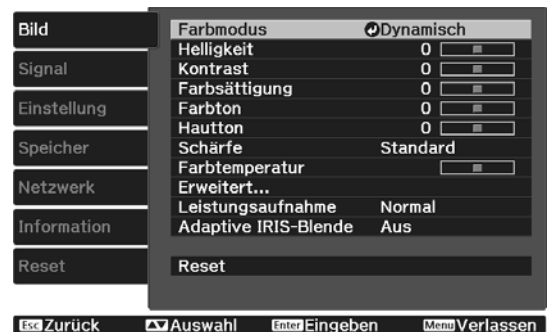 Bild
Signal
Einstellung
Speicher
Netzwerk
Information
Reset
Farbmodus Dynamisch
Helligkeit 0
Kontrast 0
Farbsättigung 0
Farbton 0
Hautton 0
Schärfe Standard
Farbtemperatur
Erweitert...
Leistungsaufnahme Normal
Adaptive IRIS-Blende Aus
Reset
Esc Zurück Auswahl Enter Eingeben Menu Verlassen